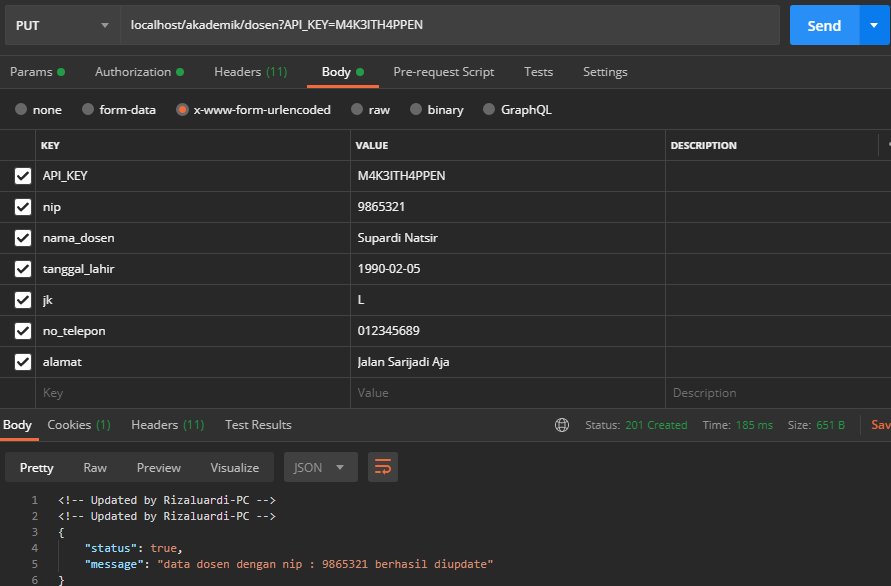 PUT localhost/akademik/dosen?API_KEY=M4K3ITH4PPEN Send
Params Authorization Headers (11) Body Pre-request Script Tests Settings
none form-data x-www-form-urlencoded raw binary GraphQL
KEY VALUE DESCRIPTION
API_KEY M4K3ITH4PPEN
nip 9865321
nama_dosen Supardi Natsir
tanggal_lahir 1990-02-05
jk L
no_telepon 012345689
alamat Jalan Sarijadi Aja
Key Value Description
Body Cookies (1) Headers (11) Test Results Status: 201 Created Time: 185 ms Size: 651 B Sav
Pretty Raw Preview Visualize JSON
1 <!-- Updated by Rizaluardi-PC -->
2 <!-- Updated by Rizaluardi-PC -->
3 {
4 "status": true,
5 "message": "data dosen dengan nip : 9865321 berhasil diupdate"
6 }